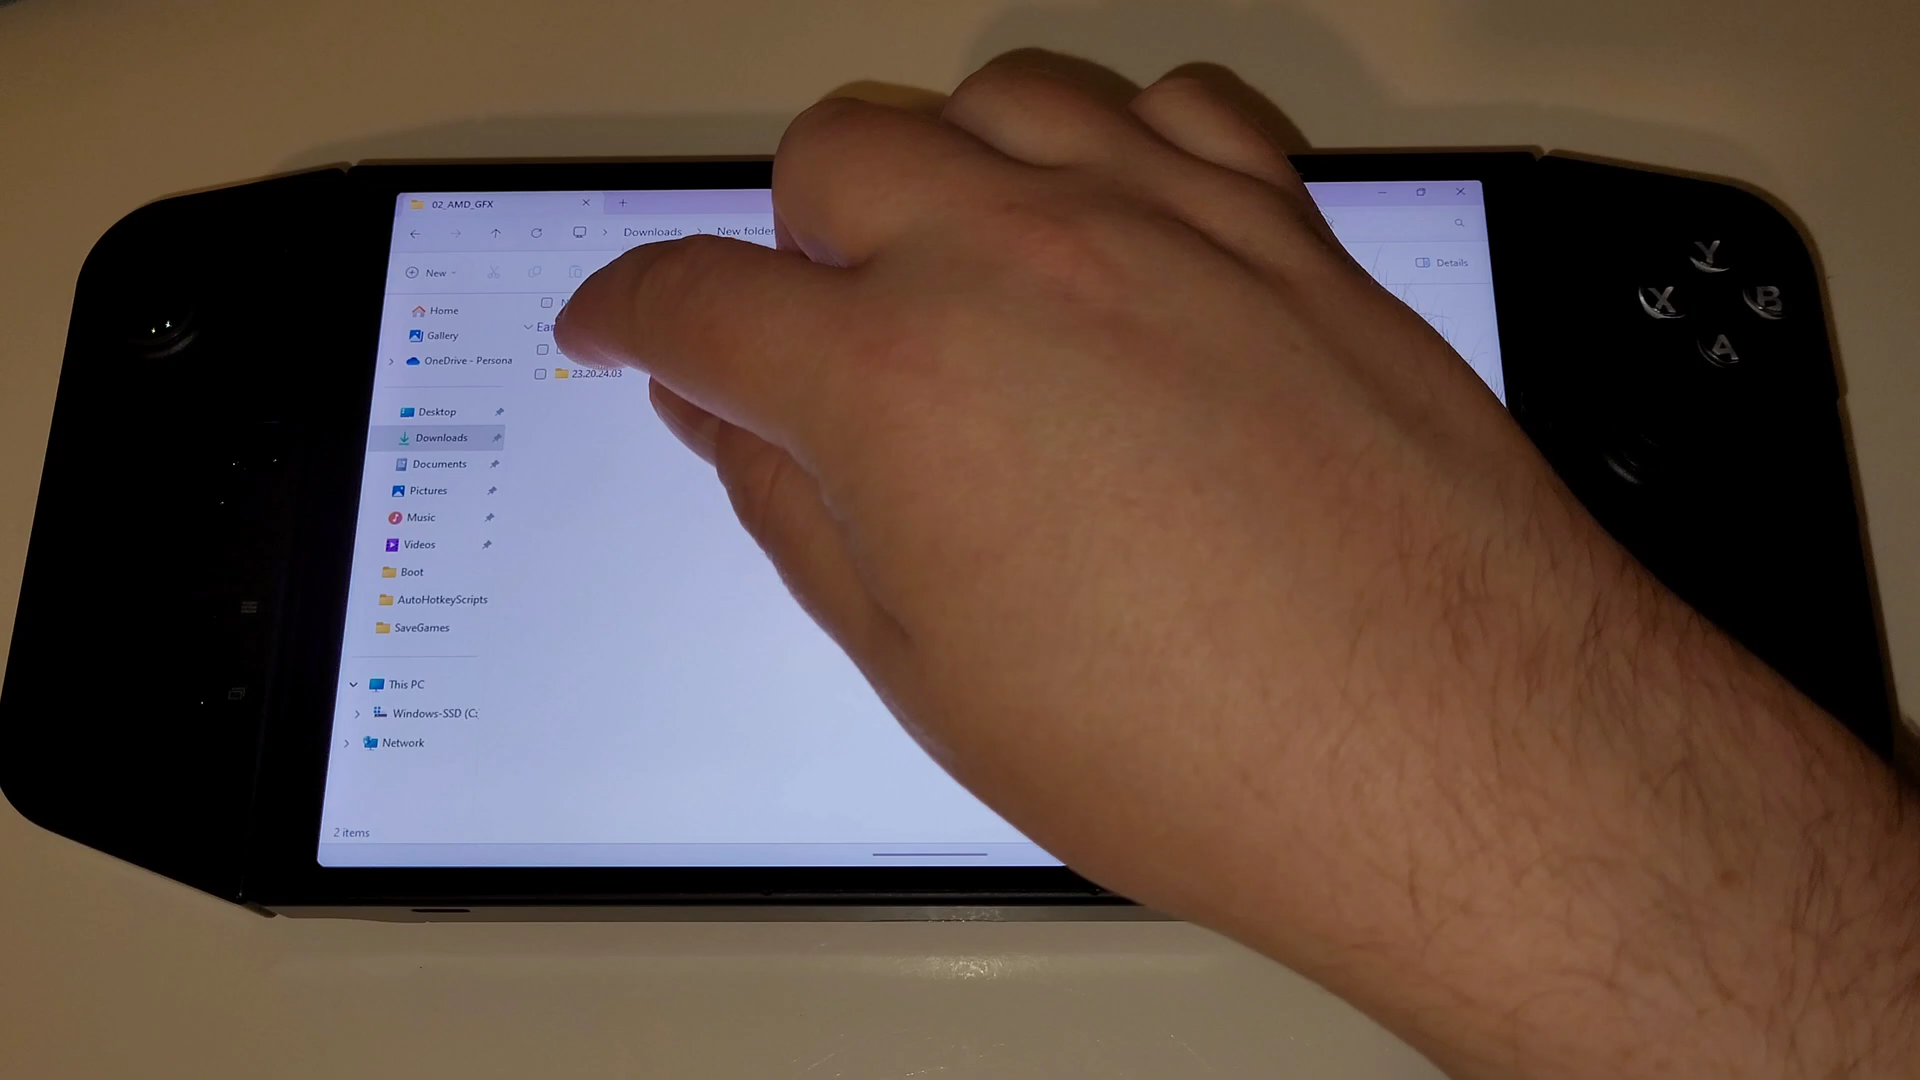 02_AMD_GFX
Downloads > New folder
New
Details
Home
Gallery
OneDrive - Persona
23.20.24.03
Desktop
Downloads
Documents
Pictures
Music
Videos
Boot
AutoHotkeyScripts
SaveGames
This PC
Windows-SSD (C:
Network
2 items
Y
X
B
A